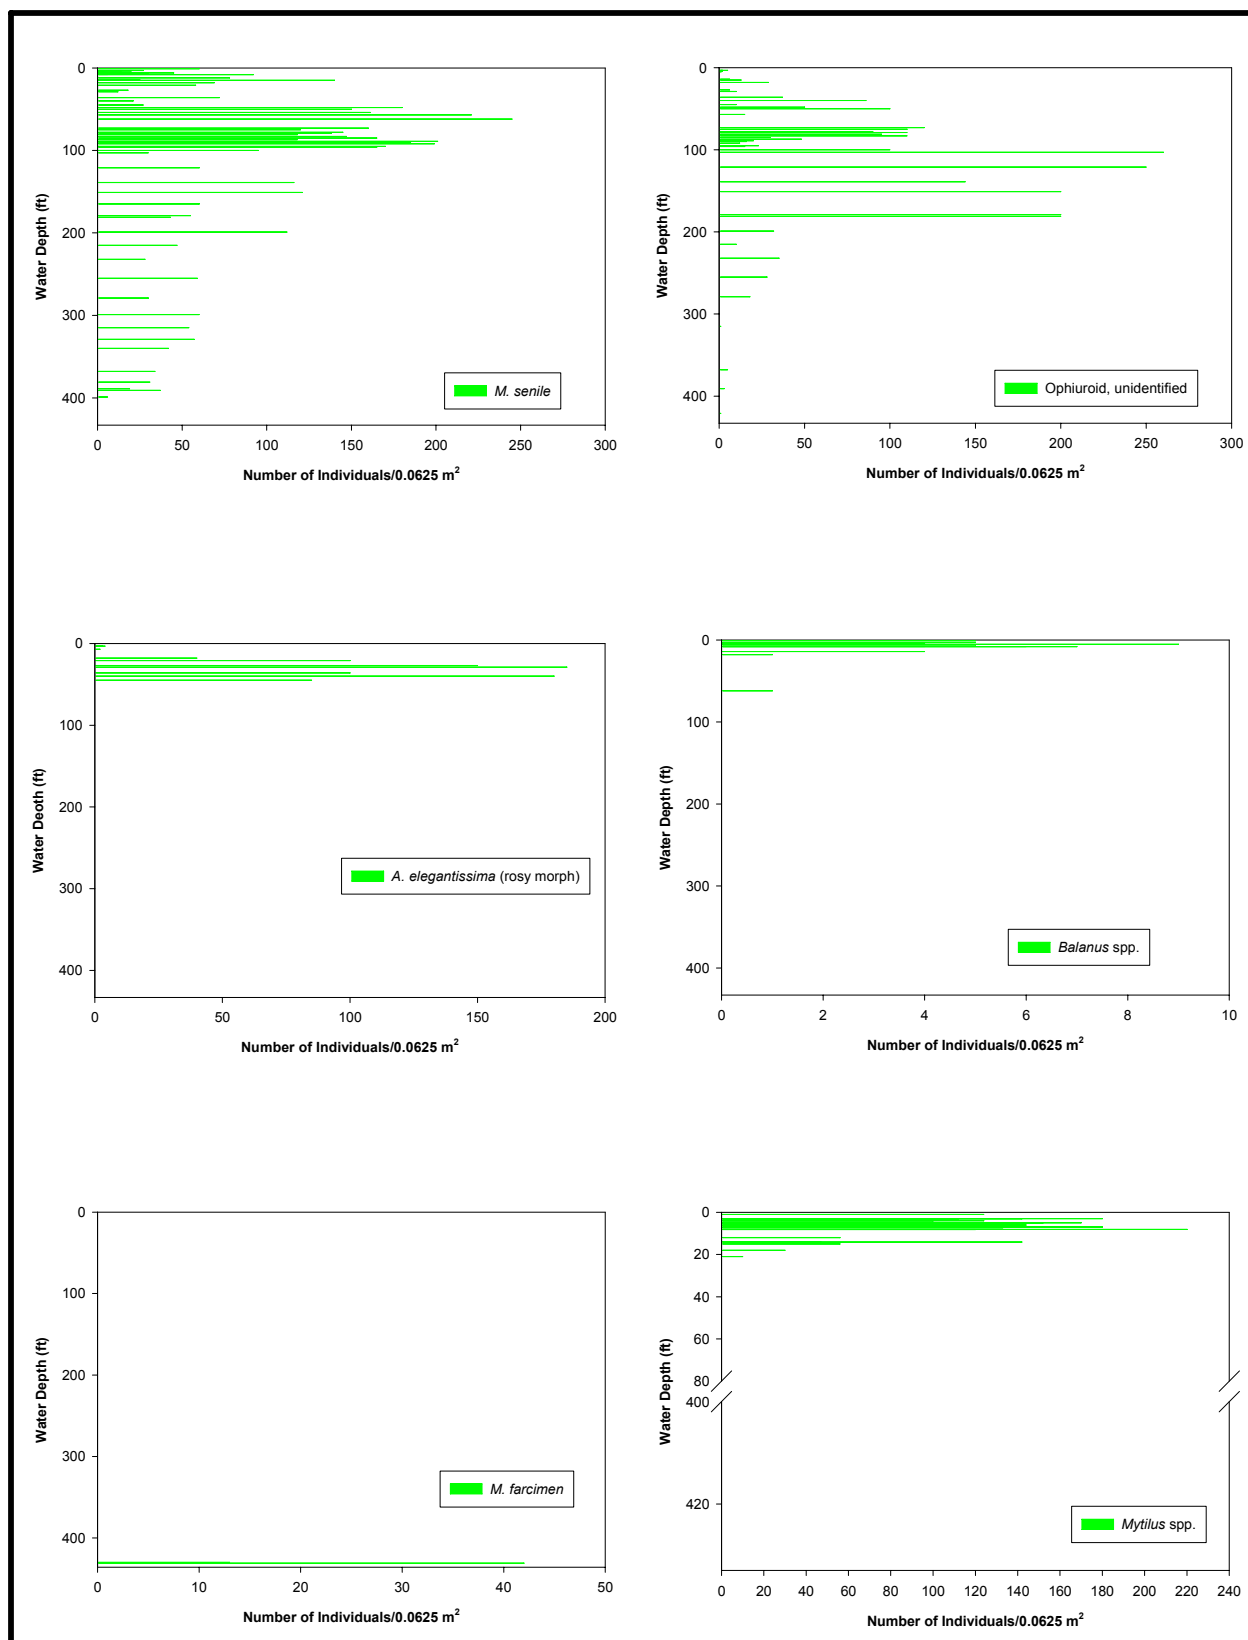 0
100
200
300
400
Water Depth (ft)
M. senile
0 50 100 150 200 250 300
Number of Individuals/0.0625 m²
0
100
200
300
400
Water Depth (ft)
Ophiuroid, unidentified
0 50 100 150 200 250 300
Number of Individuals/0.0625 m²
0
100
200
300
400
Water Deoth (ft)
A. elegantissima (rosy morph)
0 50 100 150 200
Number of Individuals/0.0625 m²
0
100
200
300
400
Water Depth (ft)
Balanus spp.
0 2 4 6 8 10
Number of Individuals/0.0625 m²
0
100
200
300
400
Water Depth (ft)
M. farcimen
0 10 20 30 40 50
Number of Individuals/0.0625 m²
0
20
40
60
80
400
420
Water Depth (ft)
Mytilus spp.
0 20 40 60 80 100 120 140 160 180 200 220 240
Number of Individuals/0.0625 m²